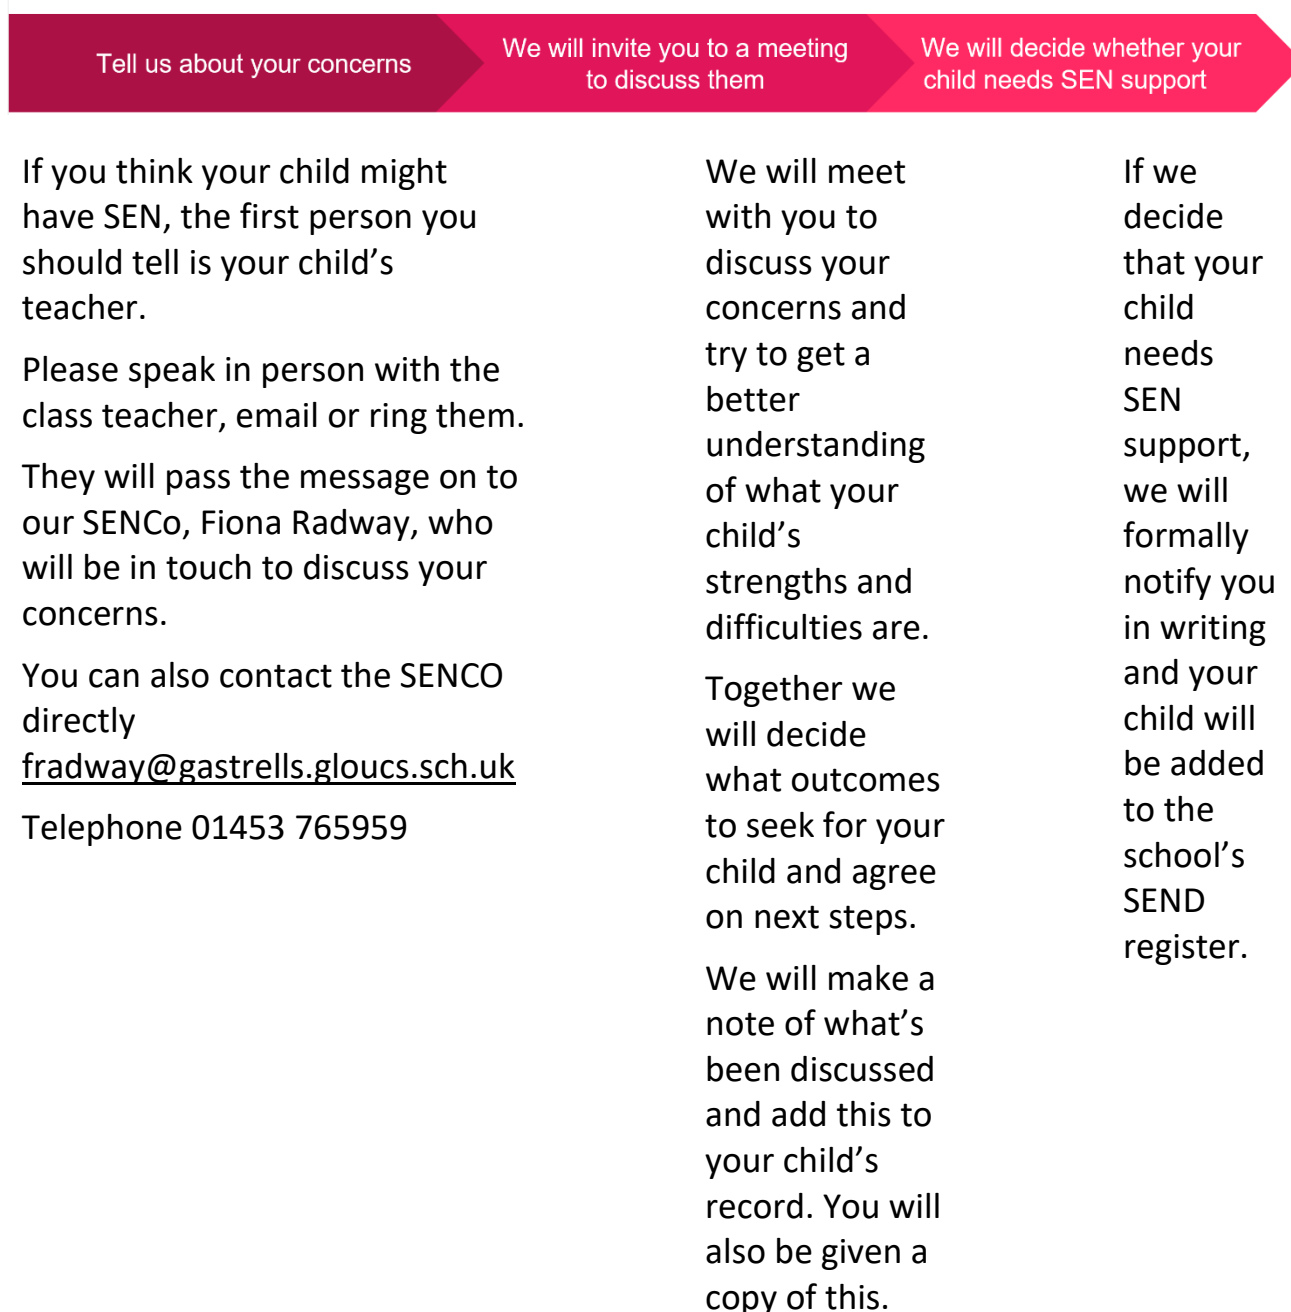 Tell us about your concerns
We will invite you to a meeting
to discuss them
We will decide whether your
child needs SEN support
If you think your child might
have SEN, the first person you
should tell is your child’s
teacher.
Please speak in person with the
class teacher, email or ring them.
They will pass the message on to
our SENCo, Fiona Radway, who
will be in touch to discuss your
concerns.
You can also contact the SENCO
directly
fradway@gastrells.gloucs.sch.uk
Telephone 01453 765959
We will meet
with you to
discuss your
concerns and
try to get a
better
understanding
of what your
child’s
strengths and
difficulties are.
Together we
will decide
what outcomes
to seek for your
child and agree
on next steps.
We will make a
note of what’s
been discussed
and add this to
your child’s
record. You will
also be given a
copy of this.
If we
decide
that your
child
needs
SEN
support,
we will
formally
notify you
in writing
and your
child will
be added
to the
school’s
SEND
register.